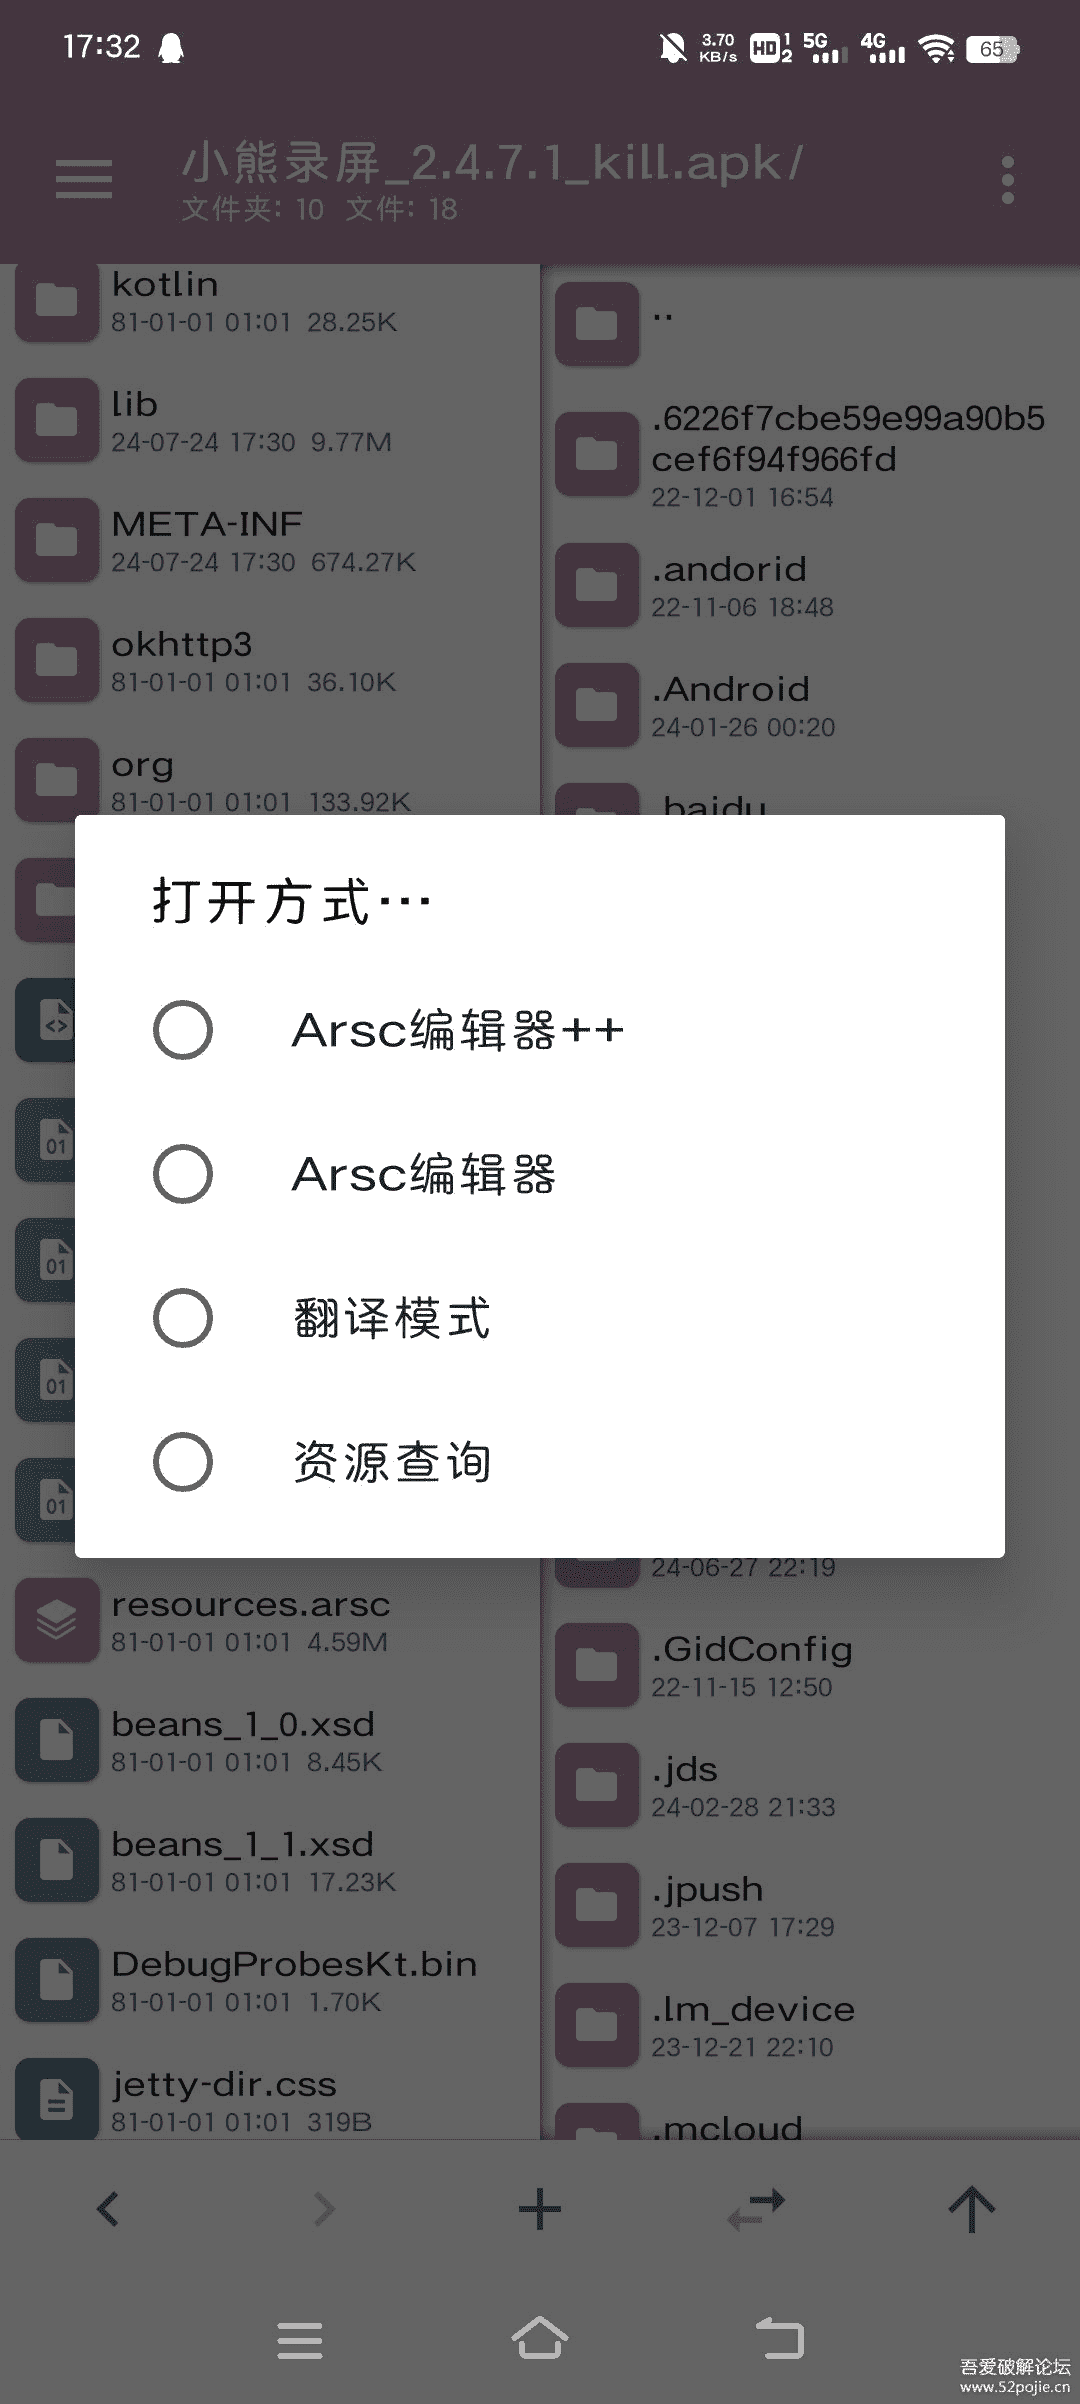 17:32
3.70
KB/s
HD 1 2
5G
4G
65
小熊录屏_2.4.7.1_kill.apk/
文件夹: 10 文件: 18
kotlin
81-01-01 01:01 28.25K
lib
24-07-24 17:30 9.77M
META-INF
24-07-24 17:30 674.27K
okhttp3
81-01-01 01:01 36.10K
org
81-01-01 01:01 133.92K
..
.6226f7cbe59e99a90b5
cef6f94f966fd
22-12-01 16:54
.andorid
22-11-06 18:48
.Android
24-01-26 00:20
.baidu
打开方式…
Arsc编辑器++
Arsc编辑器
翻译模式
资源查询
01
01
01
01
resources.arsc
81-01-01 01:01 4.59M
beans_1_0.xsd
81-01-01 01:01 8.45K
beans_1_1.xsd
81-01-01 01:01 17.23K
DebugProbesKt.bin
81-01-01 01:01 1.70K
jetty-dir.css
81-01-01 01:01 319B
24-06-27 22:19
.GidConfig
22-11-15 12:50
.jds
24-02-28 21:33
.jpush
23-12-07 17:29
.lm_device
23-12-21 22:10
.mcloud
吾爱破解论坛
www.52pojie.cn